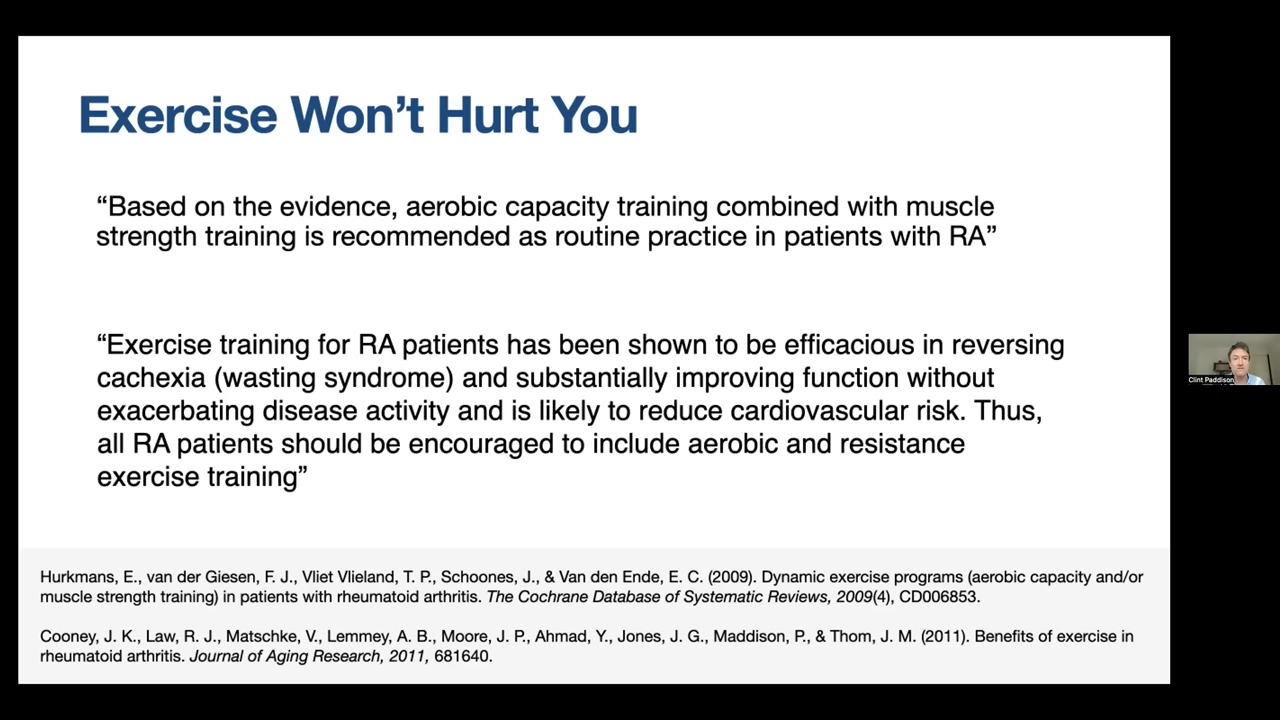 Exercise Won’t Hurt You
“Based on the evidence, aerobic capacity training combined with muscle
strength training is recommended as routine practice in patients with RA”
“Exercise training for RA patients has been shown to be efficacious in reversing
cachexia (wasting syndrome) and substantially improving function without
exacerbating disease activity and is likely to reduce cardiovascular risk. Thus,
all RA patients should be encouraged to include aerobic and resistance
exercise training”
Clint Paddison
Hurkmans, E., van der Giesen, F. J., Vliet Vlieland, T. P., Schoones, J., & Van den Ende, E. C. (2009). Dynamic exercise programs (aerobic capacity and/or
muscle strength training) in patients with rheumatoid arthritis. The Cochrane Database of Systematic Reviews, 2009(4), CD006853.
Cooney, J. K., Law, R. J., Matschke, V., Lemmey, A. B., Moore, J. P., Ahmad, Y., Jones, J. G., Maddison, P., & Thom, J. M. (2011). Benefits of exercise in
rheumatoid arthritis. Journal of Aging Research, 2011, 681640.